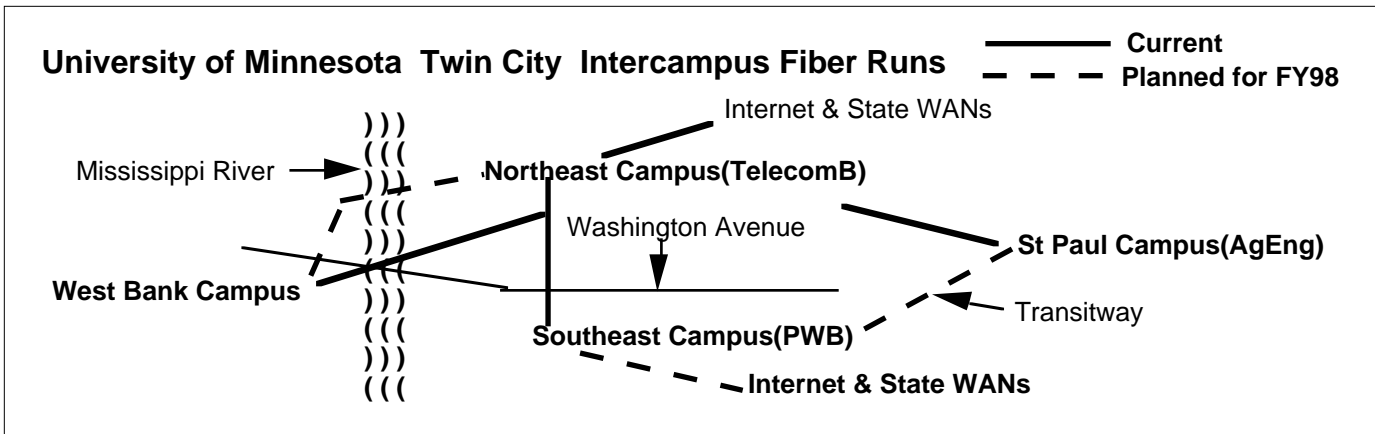 University of Minnesota Twin City Intercampus Fiber Runs
Current
Planned for FY98
Internet & State WANs
Mississippi River
Northeast Campus(TelecomB)
Washington Avenue
St Paul Campus(AgEng)
West Bank Campus
Transitway
Southeast Campus(PWB)
Internet & State WANs